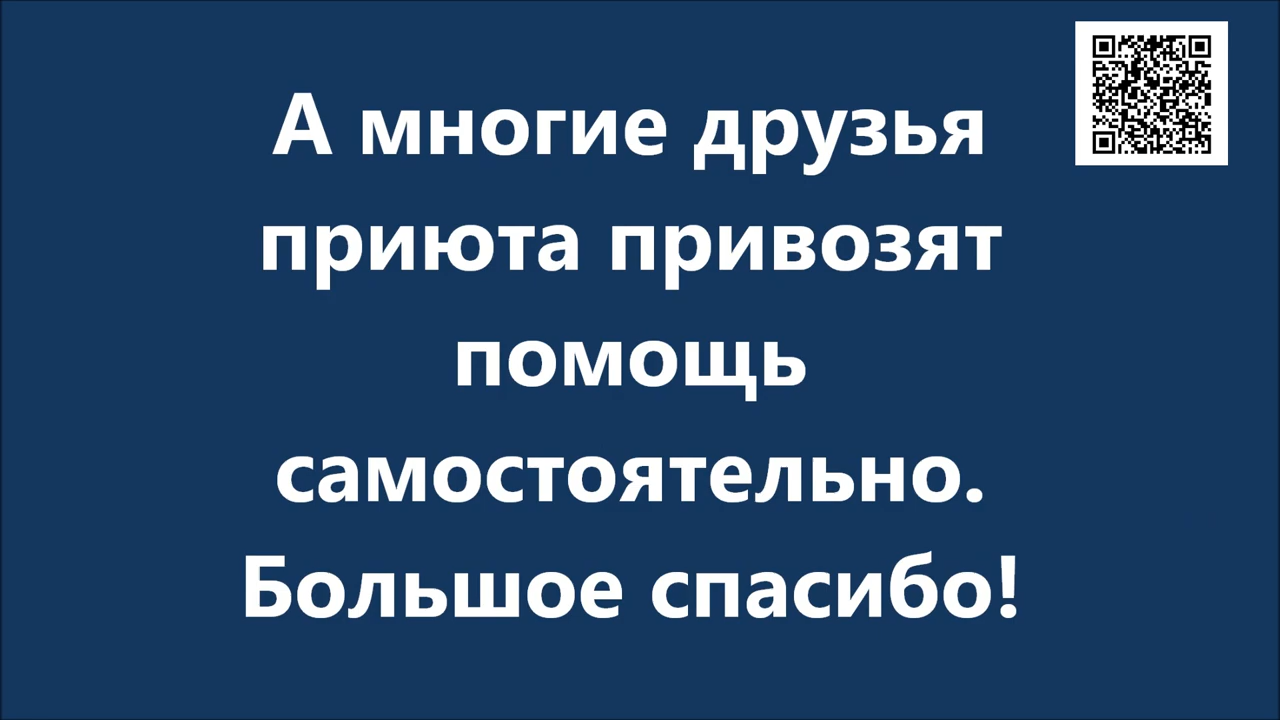 А многие друзья
приюта привозят
помощь
самостоятельно.
Большое спасибо!